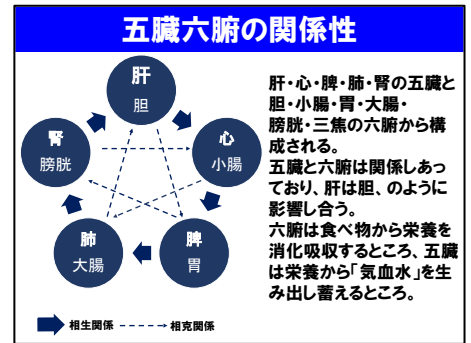 五臓六腑の関係性
肝
胆
心
小腸
脾
胃
肺
大腸
腎
膀胱
肝・心・脾・肺・腎の五臓と
胆・小腸・胃・大腸・
膀胱・三焦の六腑から構
成される。
五臓と六腑は関係しあっ
ており、肝は胆、のように
影響し合う。
六腑は食べ物から栄養を
消化吸収するところ、五臓
は栄養から「気血水」を生
み出し蓄えるところ。
相生関係
相克関係